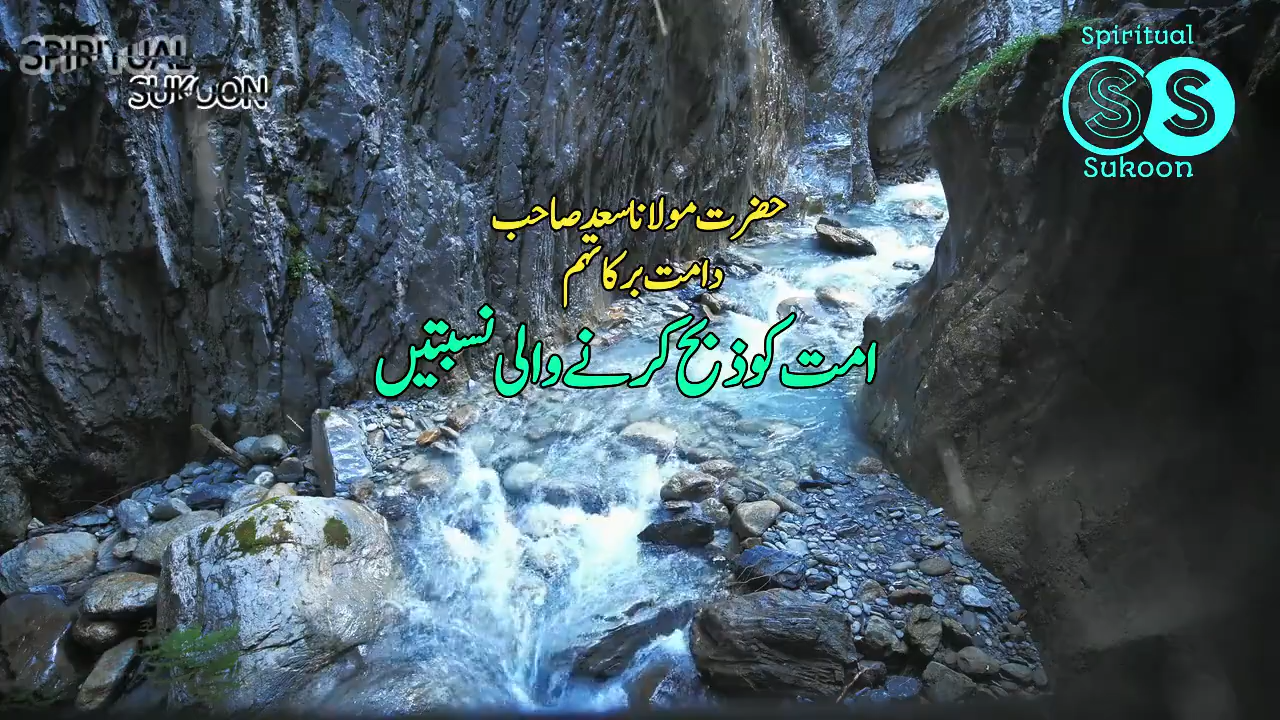 SPIRITUAL
SUKOON
Spiritual
SS
Sukoon
حضرت مولانا سعد صاحب
دامت برکاتہم
امت کو ذبح کرنے والی نسبتیں